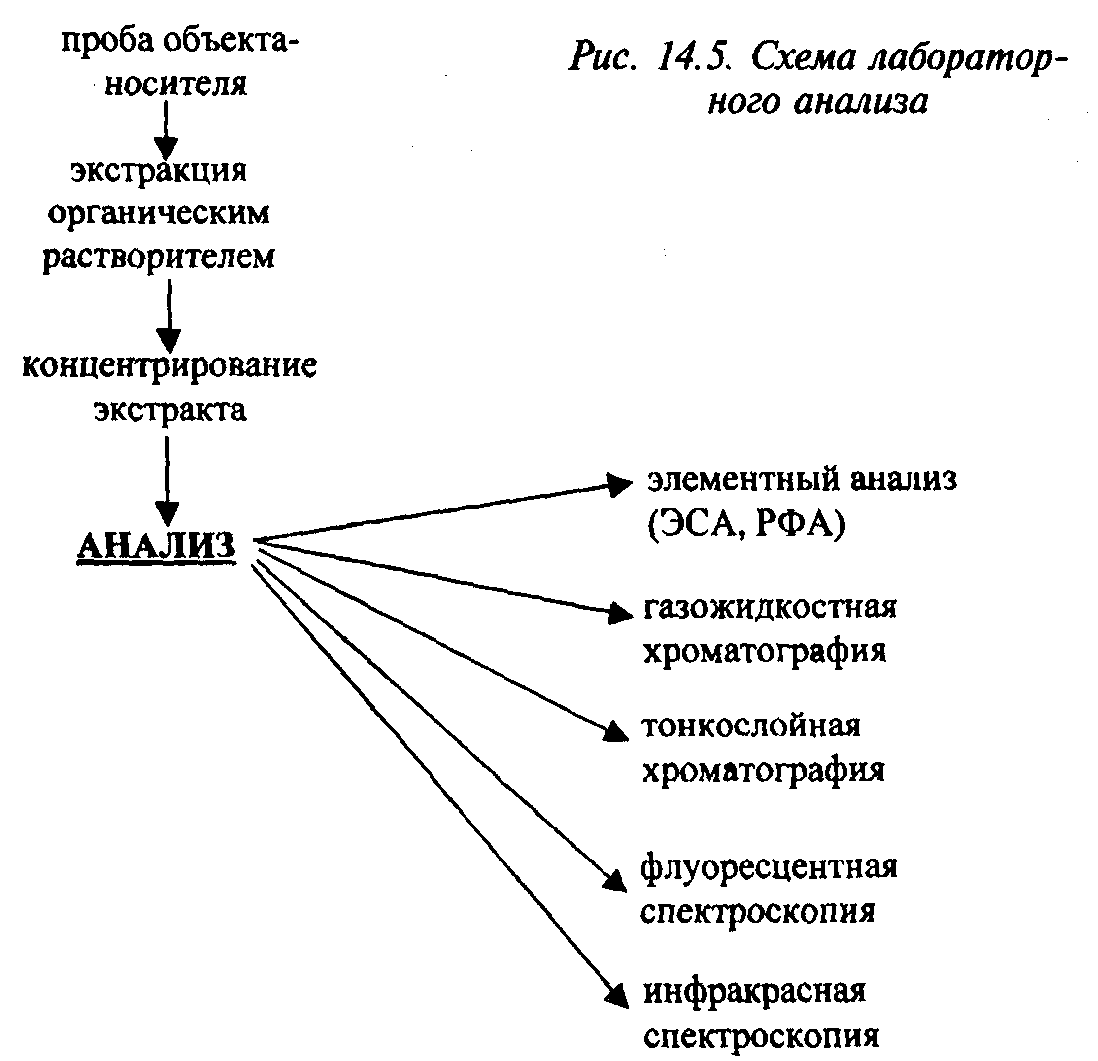 проба объекта-
носителя
Рис. 14.5. Схема лаборатор-
ного анализа
экстракция
органическим
растворителем
концентрирование
экстракта
АНАЛИЗ
элементный анализ
(ЭСА, РФА)
газожидкостная
хроматография
тонкослойная
хроматография
флуоресцентная
спектроскопия
инфракрасная
спектроскопия